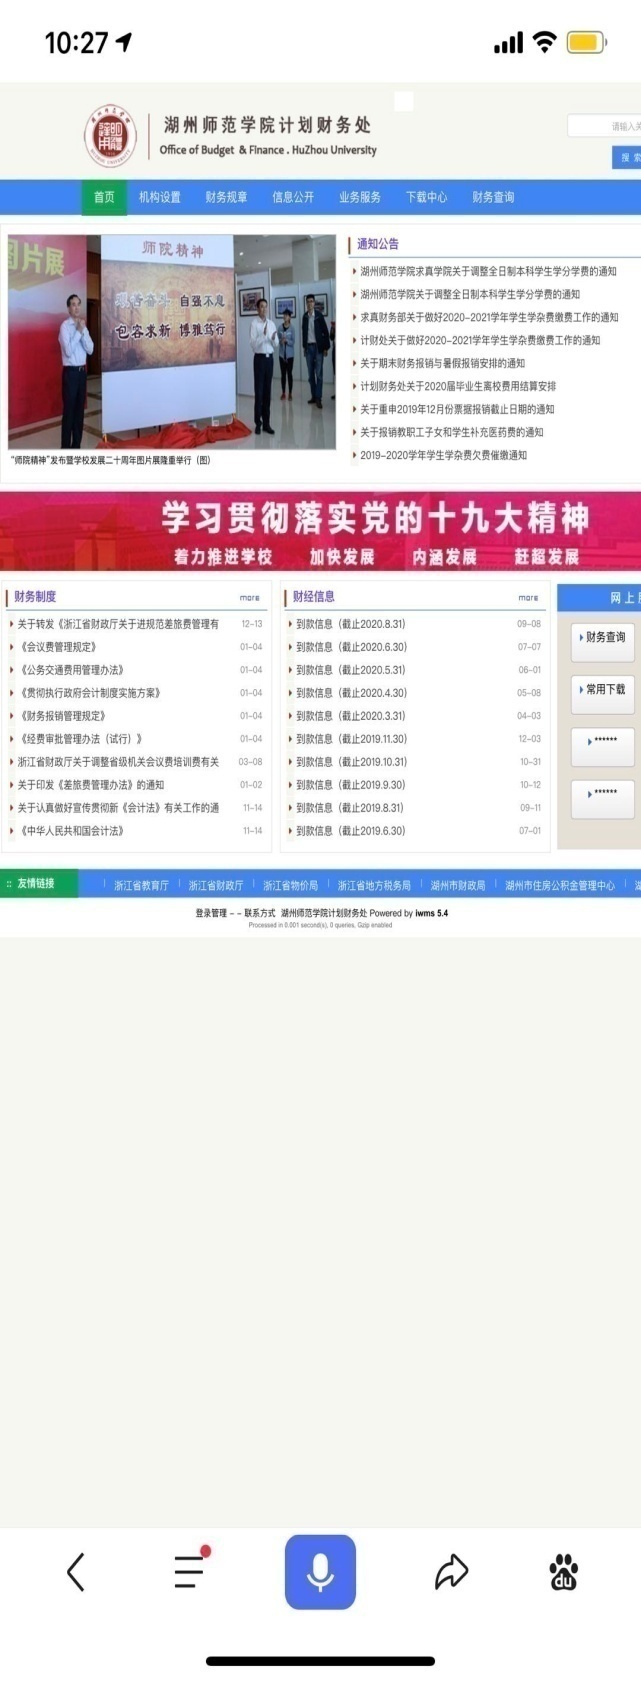 10:27
湖州师范学院计划财务处
Office of Budget & Finance . HuZhou University
请输入关
搜 索
首页 机构设置 财务规章 信息公开 业务服务 下载中心 财务查询
图片展
师院精神
艰苦奋斗 自强不息
包容求新 博雅笃行
"师院精神"发布暨学校发展二十周年图片展隆重举行（图）
通知公告
湖州师范学院求真学院关于调整全日制本科学生学分学费的通知
湖州师范学院关于调整全日制本科学生学分学费的通知
求真财务部关于做好2020-2021学年学生学杂费缴费工作的通知
计财处关于做好2020-2021学年学生学杂费缴费工作的通知
关于期末财务报销与暑假报销安排的通知
计划财务处关于2020届毕业生离校费用结算安排
关于重申2019年12月份票据报销截止日期的通知
关于报销教职工子女和学生补充医药费的通知
2019-2020学年学生学杂费欠费催缴通知
学习贯彻落实党的十九大精神
着力推进学校 加快发展 内涵发展 赶超发展
财务制度 more
关于转发《浙江省财政厅关于进规范差旅费管理有 12-13
《会议费管理规定》 01-04
《公务交通费用管理办法》 01-04
《贯彻执行政府会计制度实施方案》 01-04
《财务报销管理规定》 01-04
《经费审批管理办法（试行）》 01-04
浙江省财政厅关于调整省级机关会议费培训费有关 03-08
关于印发《差旅费管理办法》的通知 01-02
关于认真做好宣传贯彻新《会计法》有关工作的通 11-14
《中华人民共和国会计法》 11-14
财经信息 more
到款信息（截止2020.8.31) 09-08
到款信息（截止2020.6.30) 07-07
到款信息（截止2020.5.31) 06-01
到款信息（截止2020.4.30) 05-08
到款信息（截止2020.3.31) 04-03
到款信息（截止2019.11.30) 12-03
到款信息（截止2019.10.31) 10-31
到款信息（截止2019.9.30) 10-12
到款信息（截止2019.8.31) 09-11
到款信息（截止2019.6.30) 07-01
网上
财务查询
常用下载
******
******
:: 友情链接 浙江省教育厅 浙江省财政厅 浙江省物价局 浙江省地方税务局 湖州市财政局 湖州市住房公积金管理中心
登录管理 - - 联系方式 湖州师范学院计划财务处 Powered by iwms 5.4
Processed in 0.001 second(s), 0 queries, Gzip enabled
du